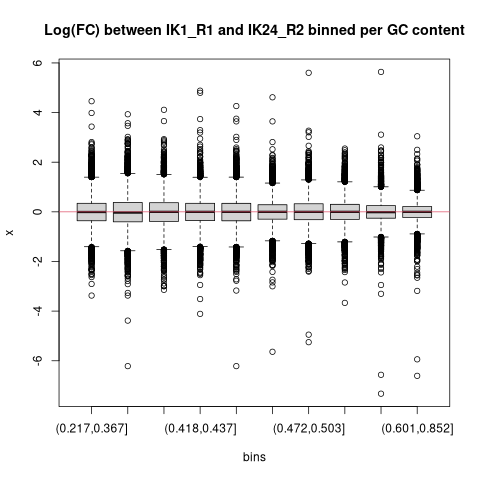 Log(FC) between IK1_R1 and IK24_R2 binned per GC content
6
4
2
0
-2
-4
-6
x
(0.217,0.367] (0.418,0.437] (0.472,0.503] (0.601,0.852]
bins